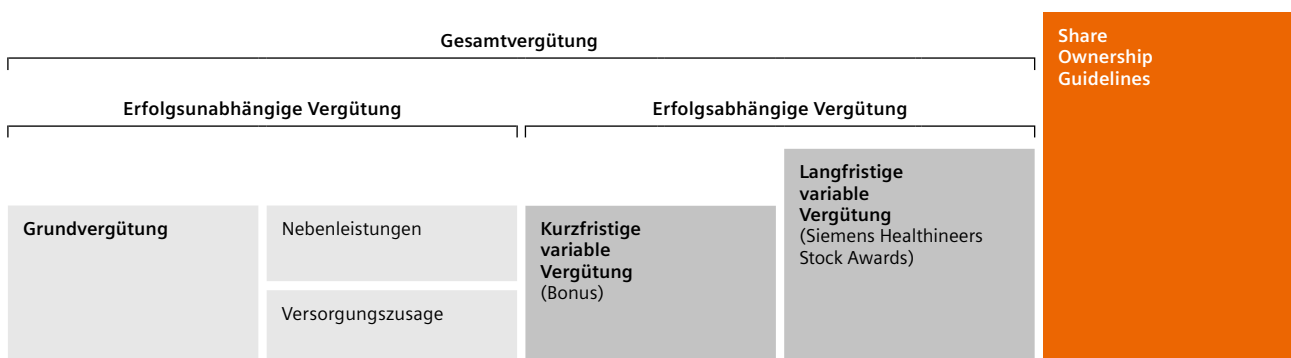 Gesamtvergütung
Share
Ownership
Guidelines
Erfolgsunabhängige Vergütung
Erfolgsabhängige Vergütung
Grundvergütung
Nebenleistungen
Versorgungszusage
Kurzfristige
variable
Vergütung
(Bonus)
Langfristige
variable
Vergütung
(Siemens Healthineers
Stock Awards)